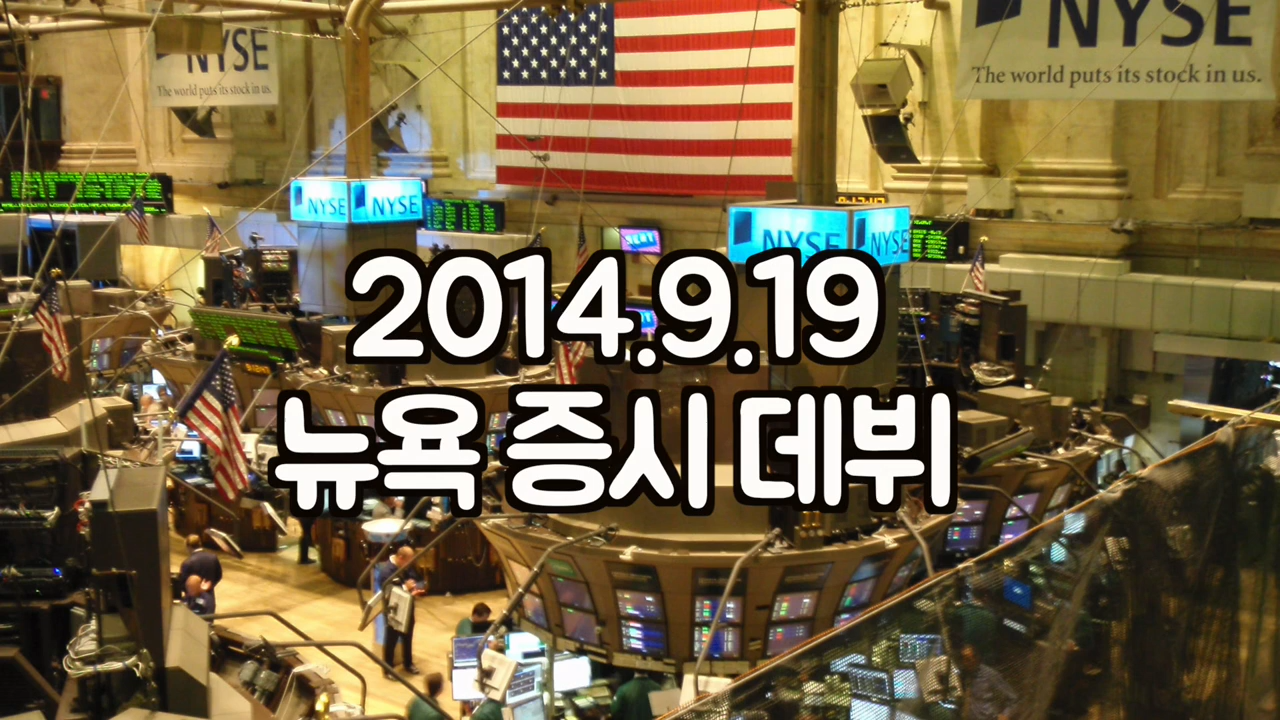 NYSE
The world puts its stock in us.
NYSE
The world puts its stock in us.
NYSE
NYSE
NYSE
NYSE
2014.9.19
뉴욕 증시 데뷔